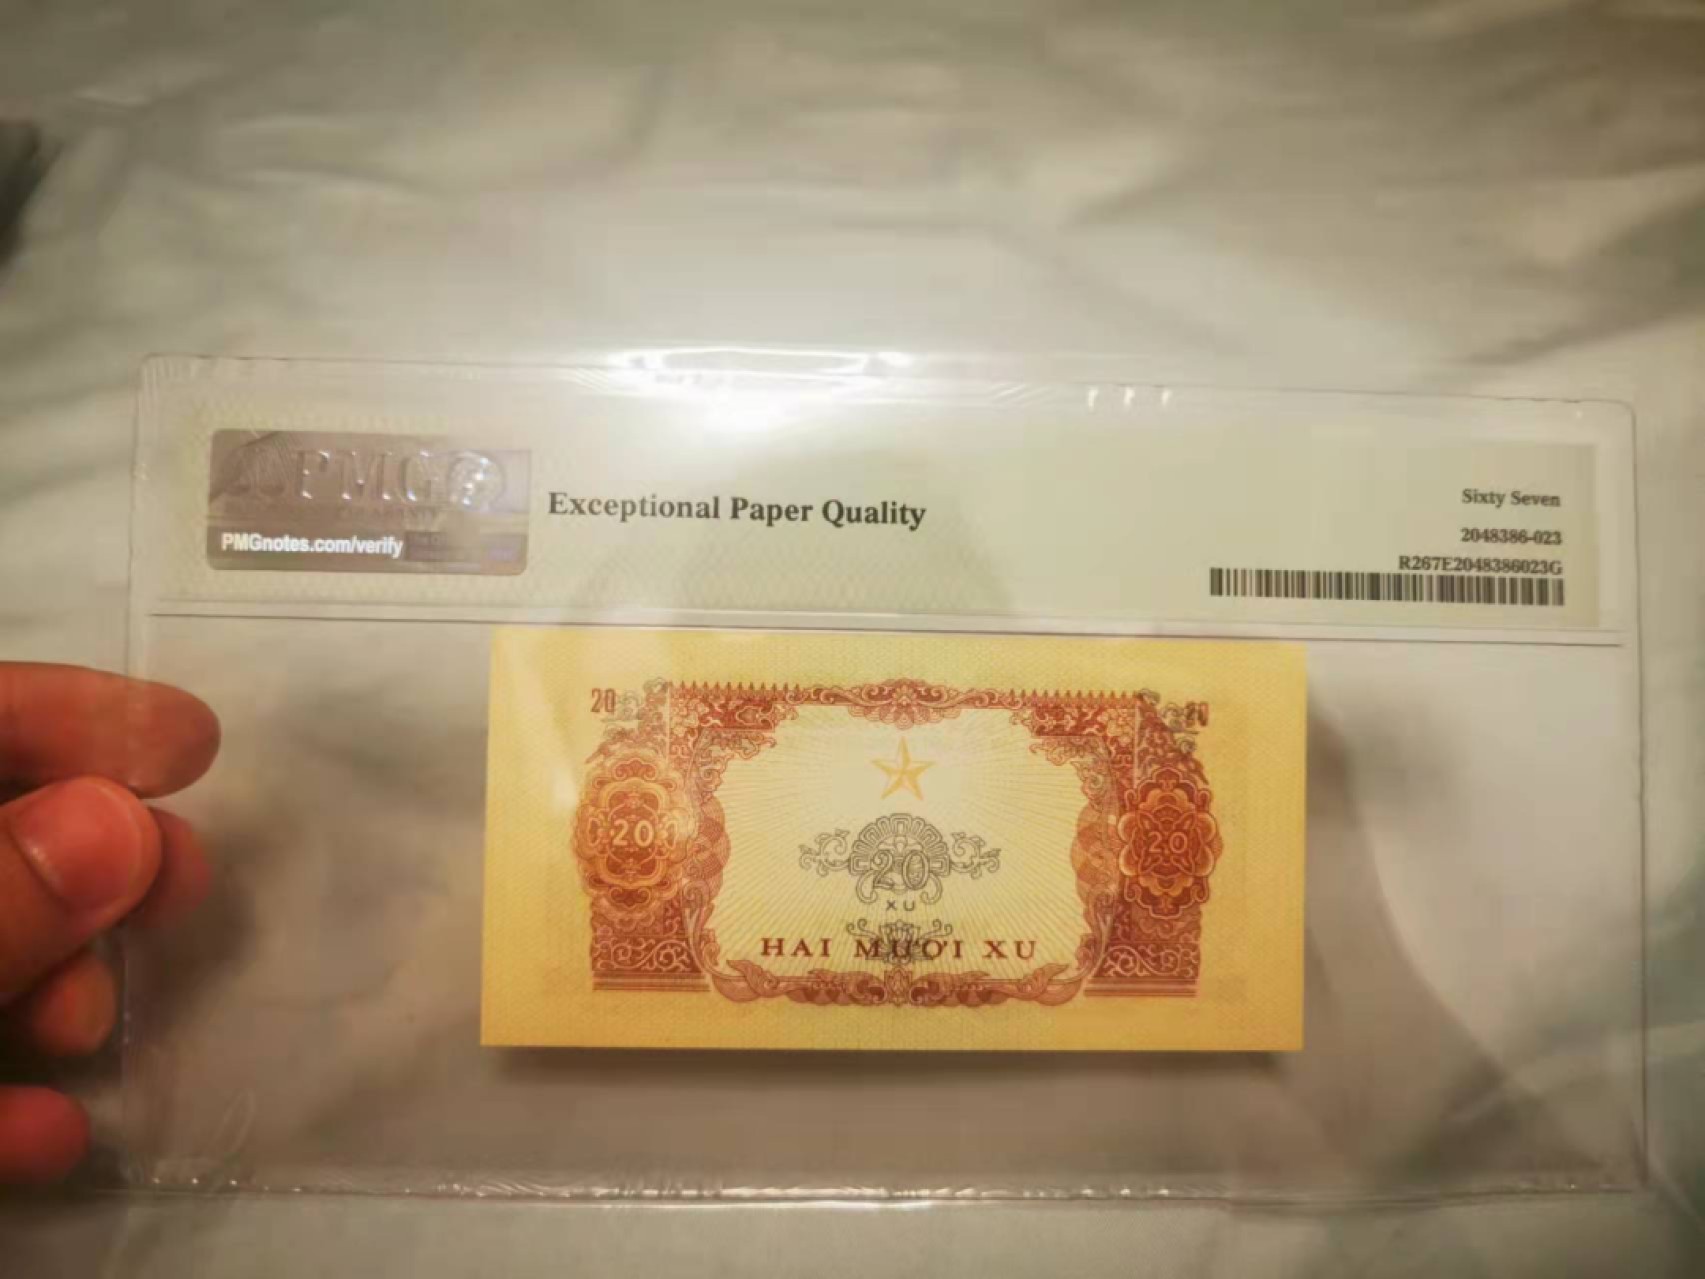 PMG
PMGnotes.com/verify
Exceptional Paper Quality
Sixty Seven
2048386-023
R267E2048386023G
20
20
20
20
20
XU
HAI MƯƠI XU